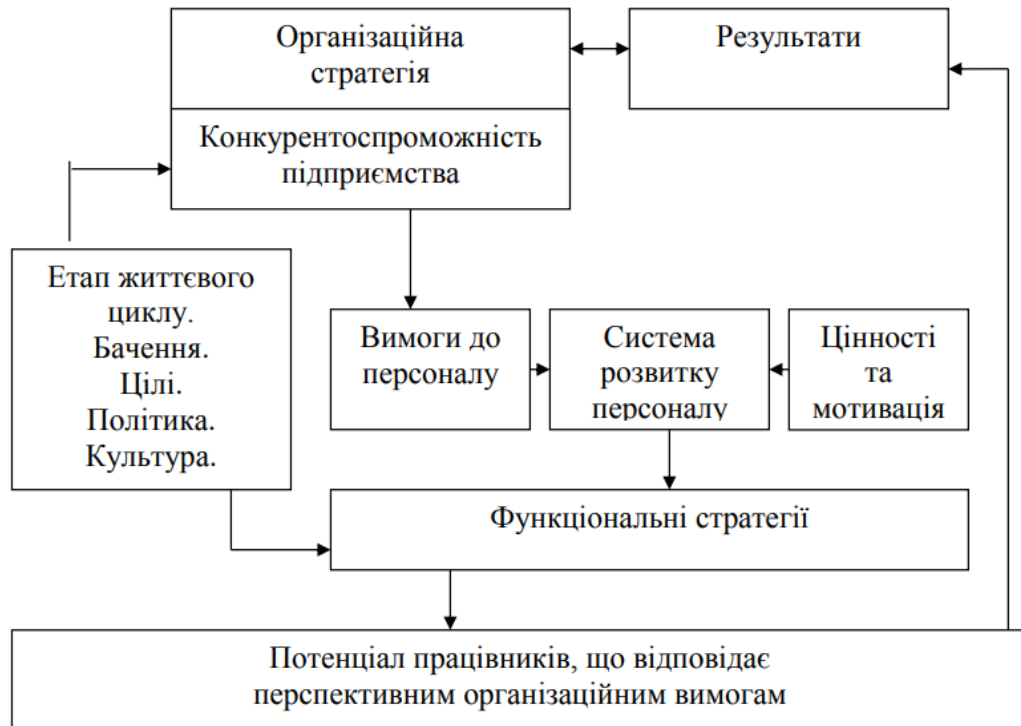 Організаційна
стратегія
Результати
Конкурентоспроможність
підприємства
Етап життєвого
циклу.
Бачення.
Цілі.
Політика.
Культура.
Вимоги до
персоналу
Система
розвитку
персоналу
Цінності
та
мотивація
Функціональні стратегії
Потенціал працівників, що відповідає
перспективним організаційним вимогам